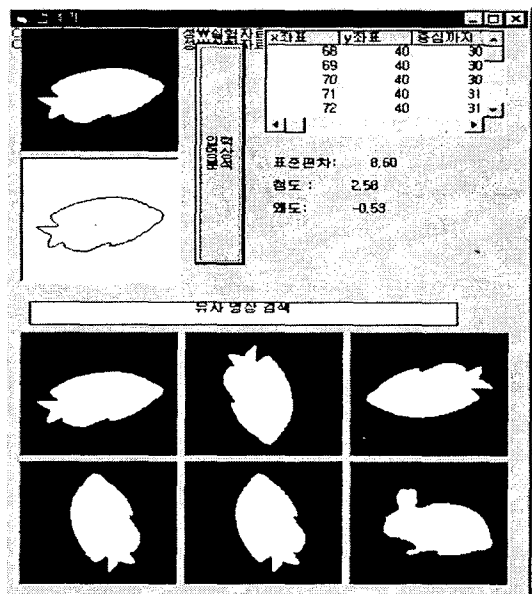 x좌표 y좌표 중심까지
68 40 30
69 40 30
70 40 30
71 40 31
72 40 31
표준편차: 8.60
첨도 : 2.58
왜도: -0.53
유사 영상 검색